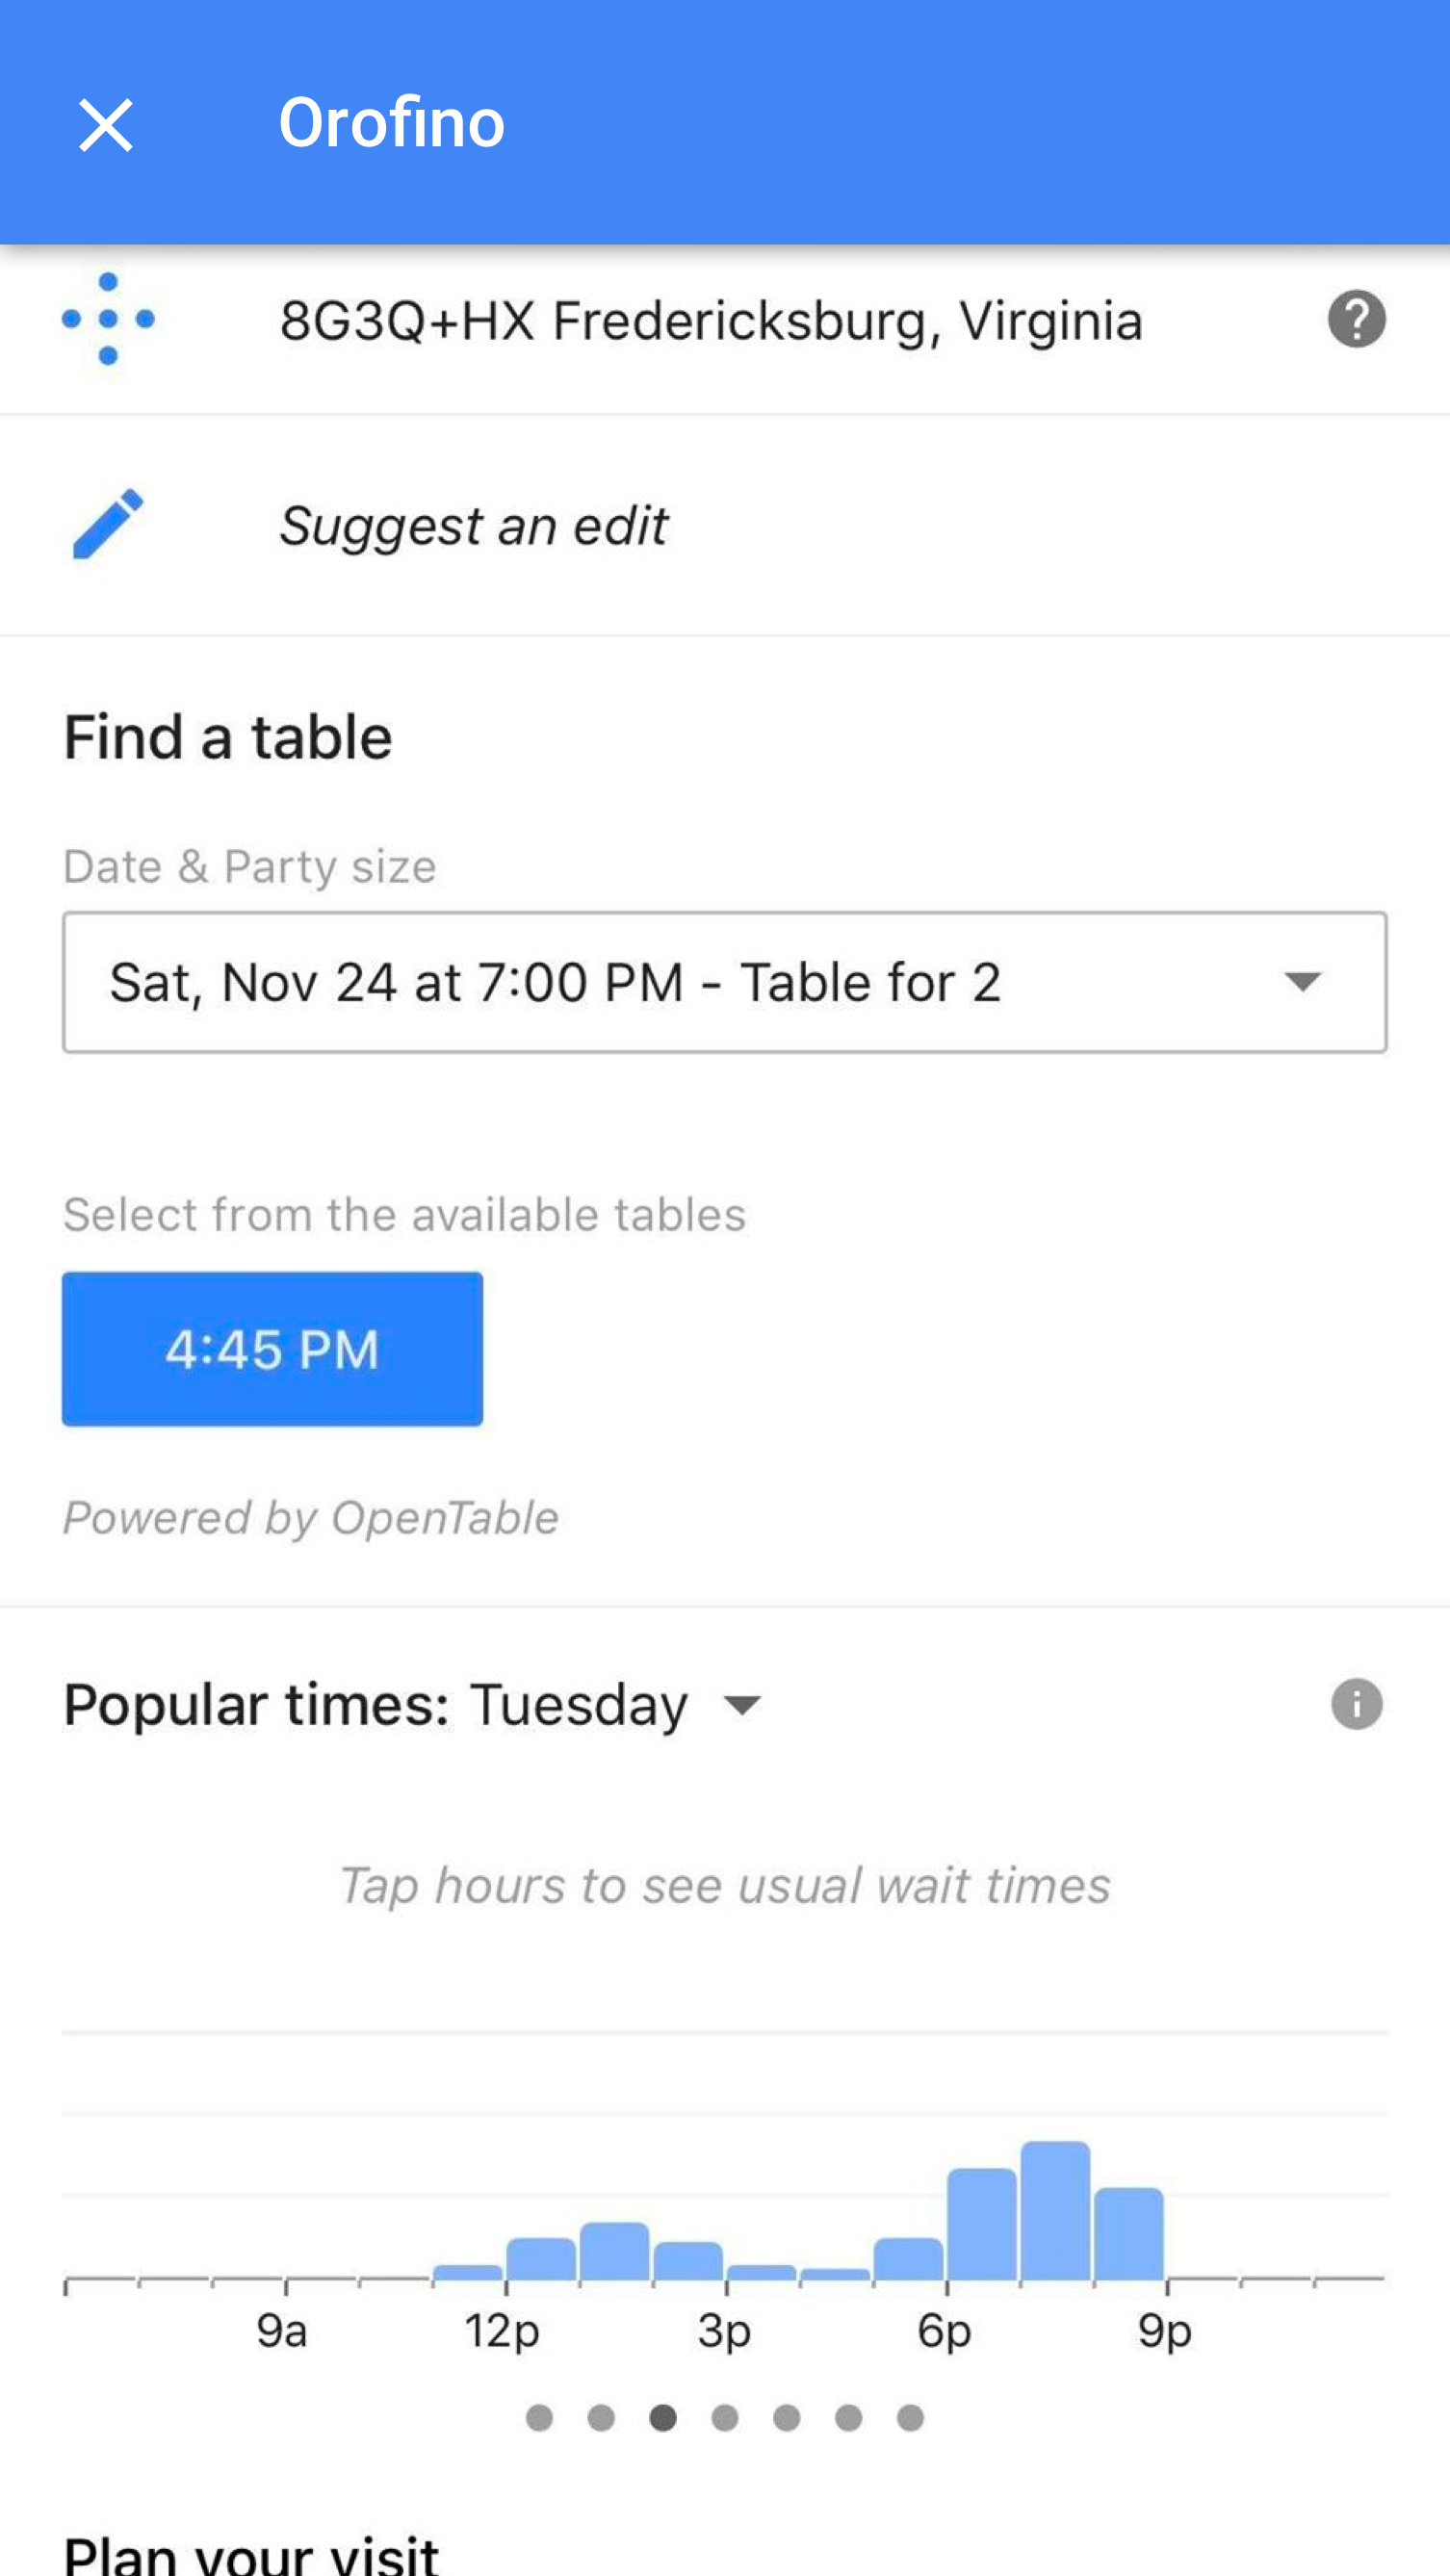 Orofino
8G3Q+HX Fredericksburg, Virginia
Suggest an edit
Find a table
Date & Party size
Sat, Nov 24 at 7:00 PM - Table for 2
Select from the available tables
4:45 PM
Powered by OpenTable
Popular times: Tuesday
Tap hours to see usual wait times
9a 12p 3p 6p 9p
Plan your visit